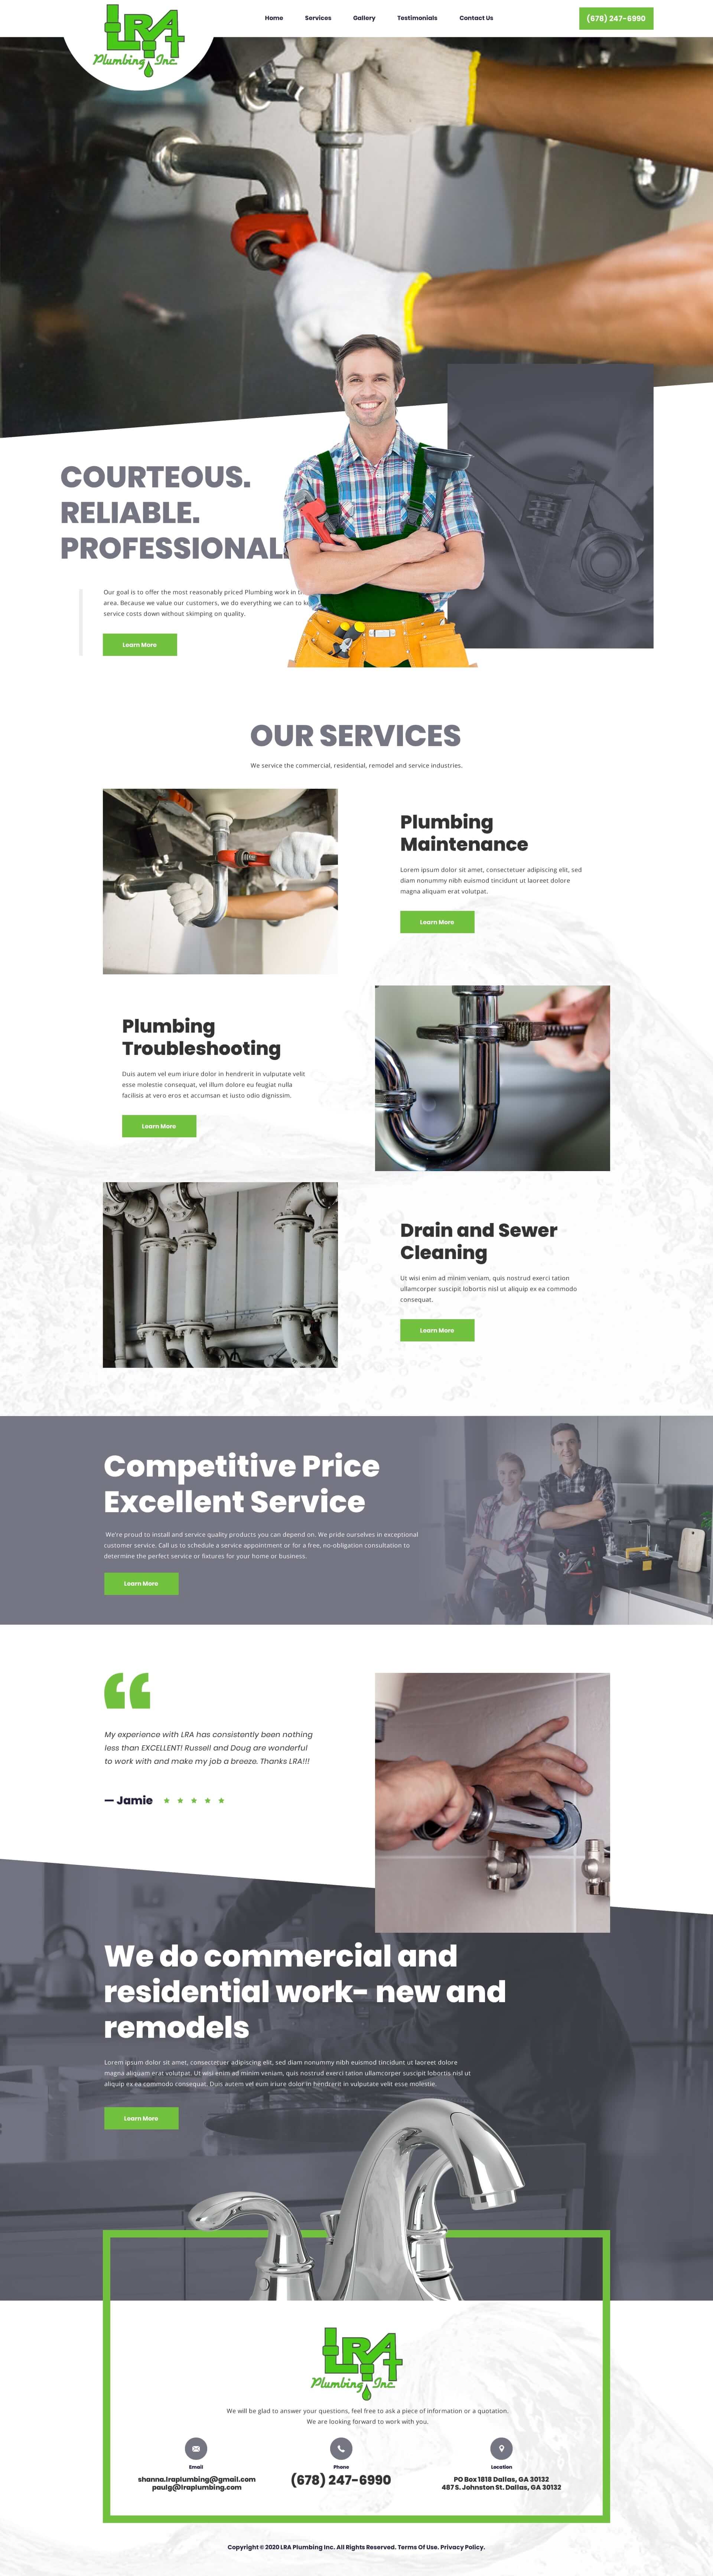 LRA
Plumbing Inc.
Home Services Gallery Testimonials Contact Us
(678) 247-6990
COURTEOUS.
RELIABLE.
PROFESSIONAL.
Our goal is to offer the most reasonably priced Plumbing work in
area. Because we value our customers, we do everything we can to
service costs down without skimping on quality.
Learn More
OUR SERVICES
We service the commercial, residential, remodel and service industries.
Plumbing
Maintenance
Lorem ipsum dolor sit amet, consectetuer adipiscing elit, sed
diam nonummy nibh euismod tincidunt ut laoreet dolore
magna aliquam erat volutpat.
Learn More
Plumbing
Troubleshooting
Duis autem vel eum iriure dolor in hendrerit in vulputate velit
esse molestie consequat, vel illum dolore eu feugiat nulla
facilisis at vero eros et accumsan et iusto odio dignissim.
Learn More
Drain and Sewer
Cleaning
Ut wisi enim ad minim veniam, quis nostrud exerci tation
ullamcorper suscipit lobortis nisl ut aliquip ex ea commodo
consequat.
Learn More
Competitive Price
Excellent Service
We're proud to install and service quality products you can depend on. We pride ourselves in exceptional
customer service. Call us to schedule a service appointment or for a free, no-obligation consultation to
determine the perfect service or fixtures for your home or business.
Learn More
“
My experience with LRA has consistently been nothing
less than EXCELLENT! Russell and Doug are wonderful
to work with and make my job a breeze. Thanks LRA!!!
— Jamie ★ ★ ★ ★ ★
We do commercial and
residential work- new and
remodels
Lorem ipsum dolor sit amet, consectetuer adipiscing elit, sed diam nonummy nibh euismod tincidunt ut laoreet dolore
magna aliquam erat volutpat. Ut wisi enim ad minim veniam, quis nostrud exerci tation ullamcorper suscipit lobortis nisl ut
aliquip ex ea commodo consequat. Duis autem vel eum iriure dolor in hendrerit in vulputate velit esse molestie.
Learn More
LRA
Plumbing Inc.
We will be glad to answer your questions, feel free to ask a piece of information or a quotation.
We are looking forward to work with you.
Email
shanna.lraplumbing@gmail.com
paulg@lraplumbing.com
Phone
(678) 247-6990
Location
PO Box 1818 Dallas, GA 30132
487 S. Johnston St. Dallas, GA 30132
Copyright © 2020 LRA Plumbing Inc. All Rights Reserved. Terms Of Use. Privacy Policy.